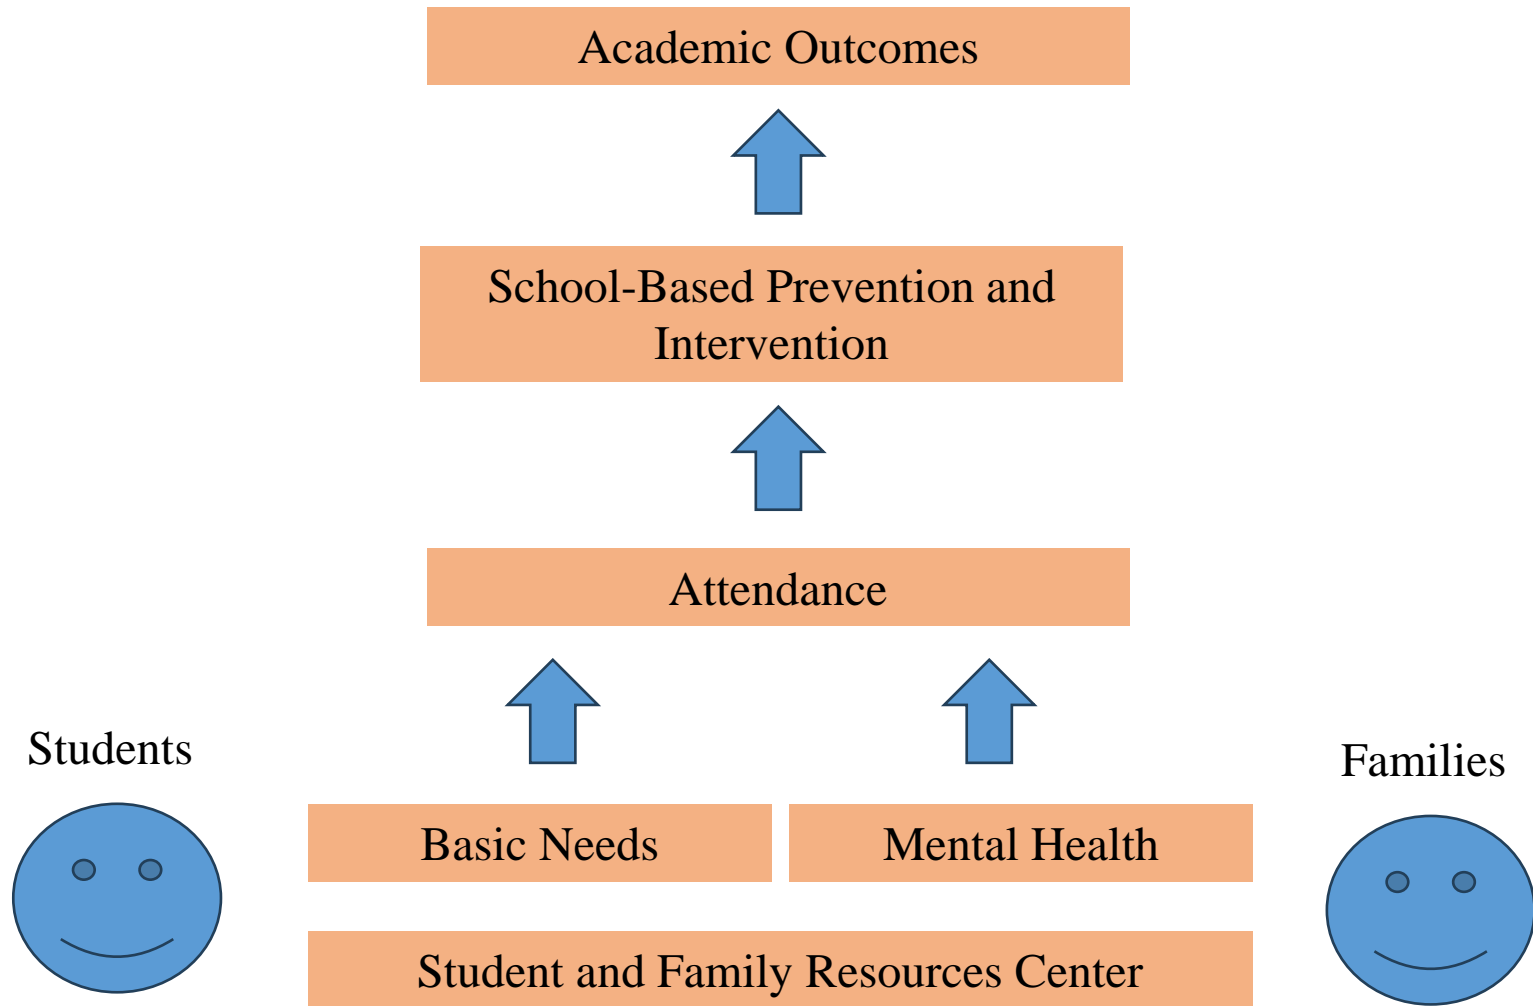 Academic Outcomes
School-Based Prevention and
Intervention
Attendance
Students
Families
Basic Needs
Mental Health
Student and Family Resources Center